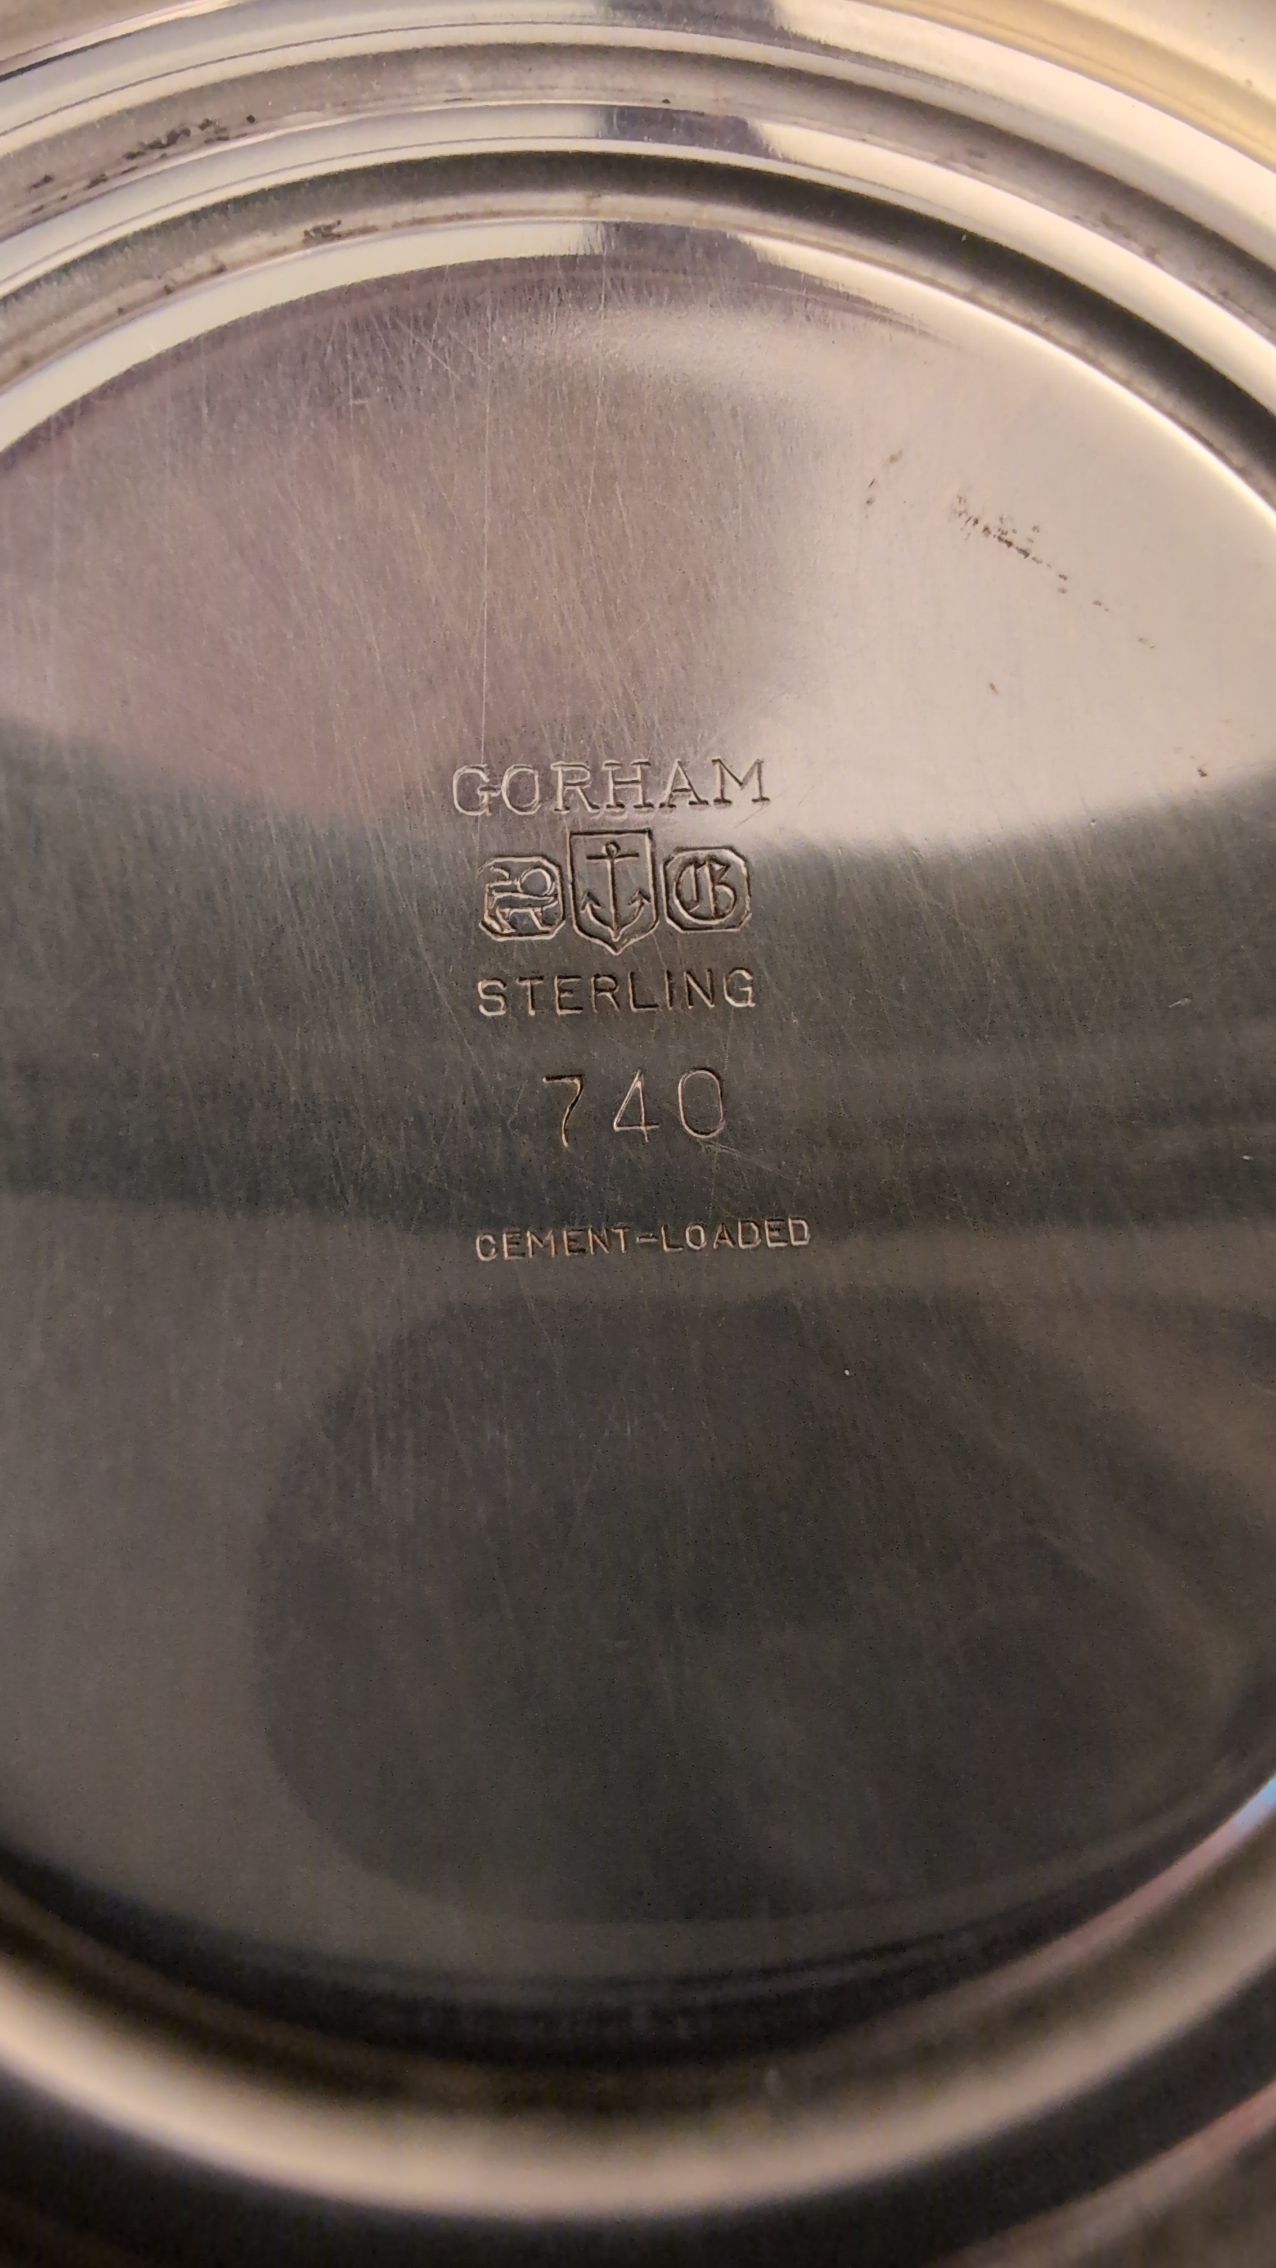 GORHAM
G
STERLING
740
CEMENT-LOADED